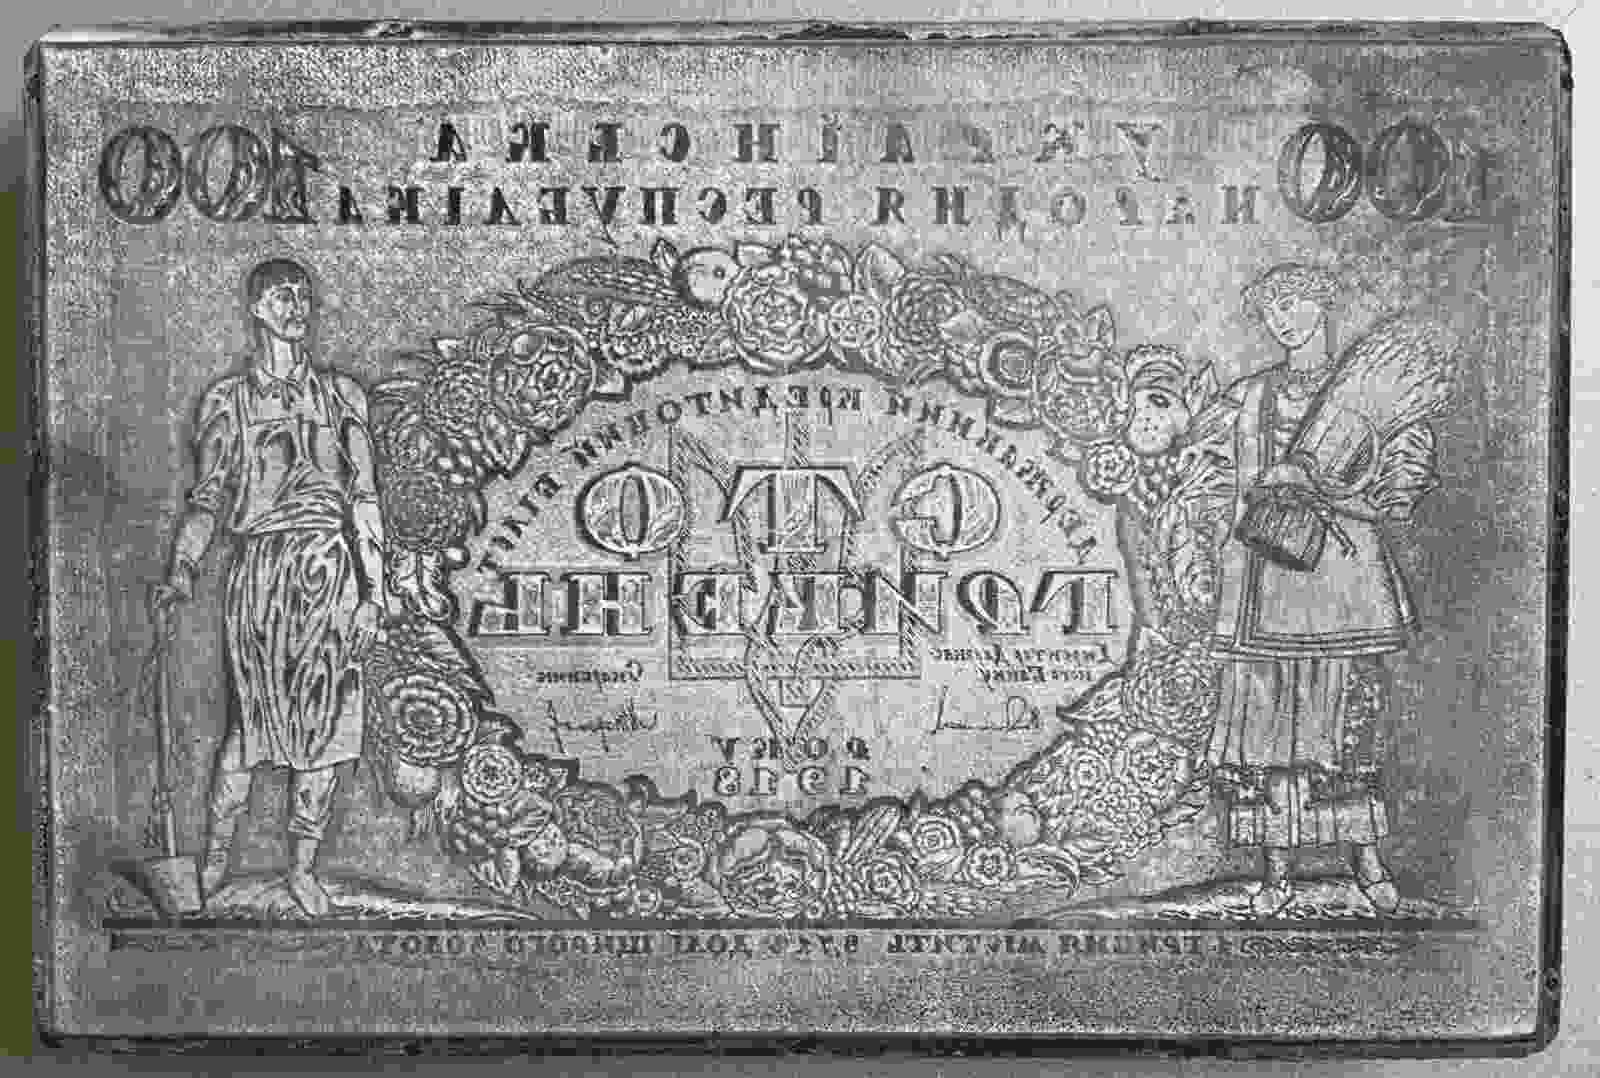 100 УКРАЇНСЬКА 100
НАРОДНЯ РЕСПУБЛІКА
ДЕРЖАВНИЙ КРЕДИТОВИЙ БІЛЕТ
СТО
ГРИВЕНЬ
Директор Держав-
ного Банку
Скарбник
РОКУ
1918
ГРИВНЯ МІСТИТЬ 8,712 ДОЛІ ЩИРОГО ЗОЛОТА